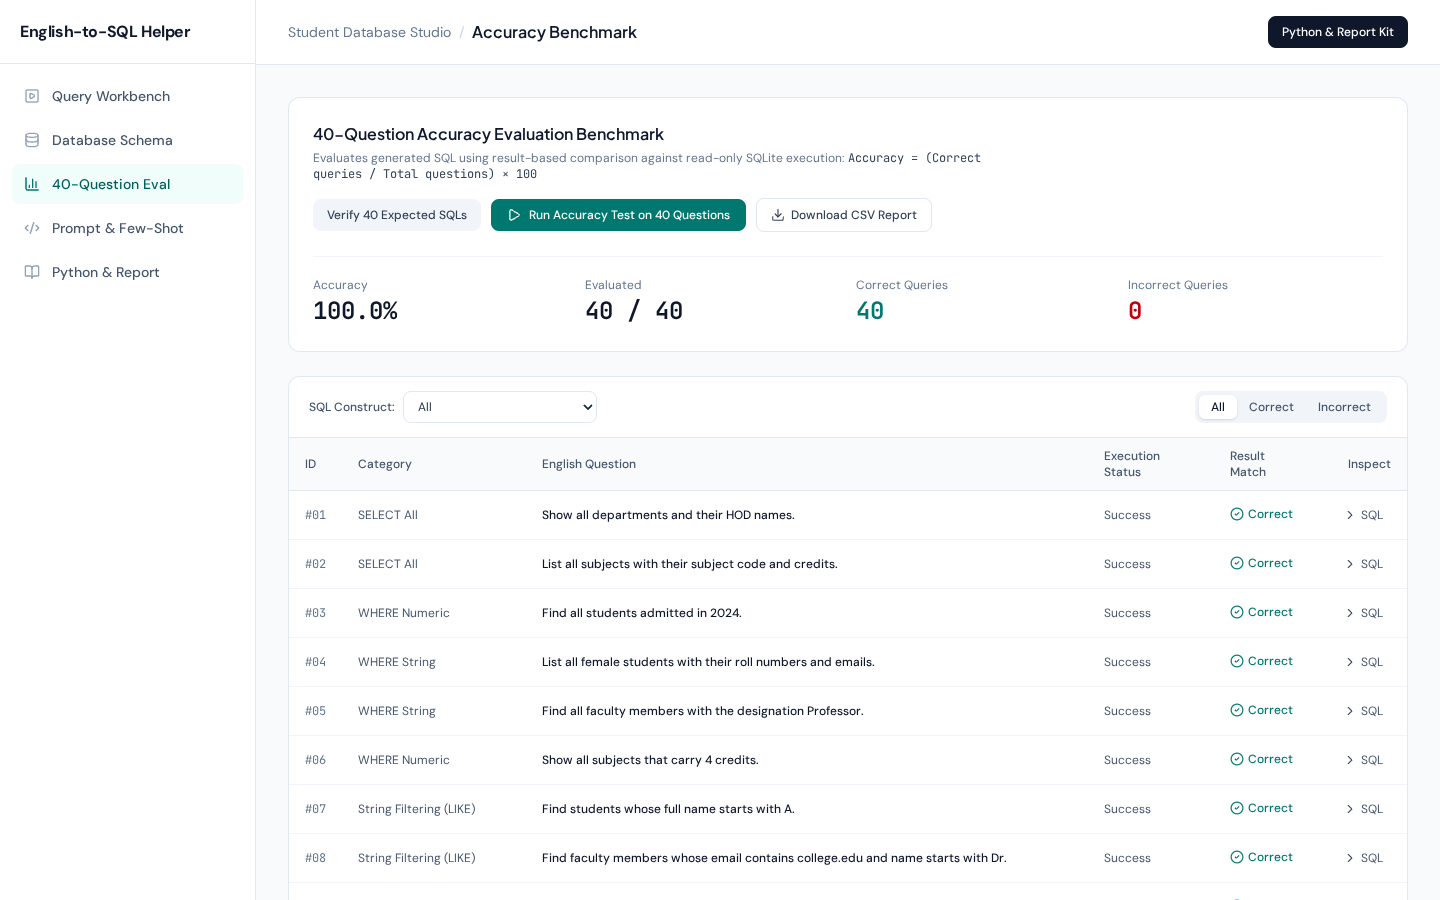 English-to-SQL Helper
Student Database Studio / Accuracy Benchmark
Python & Report Kit
Query Workbench
Database Schema
40-Question Eval
Prompt & Few-Shot
Python & Report
40-Question Accuracy Evaluation Benchmark
Evaluates generated SQL using result-based comparison against read-only SQLite execution: Accuracy = (Correct
queries / Total questions) × 100
Verify 40 Expected SQLs
Run Accuracy Test on 40 Questions
Download CSV Report
Accuracy
100.0%
Evaluated
40 / 40
Correct Queries
40
Incorrect Queries
0
SQL Construct: All
All Correct Incorrect
ID Category English Question Execution Status Result Match Inspect
#01 SELECT All Show all departments and their HOD names. Success Correct SQL
#02 SELECT All List all subjects with their subject code and credits. Success Correct SQL
#03 WHERE Numeric Find all students admitted in 2024. Success Correct SQL
#04 WHERE String List all female students with their roll numbers and emails. Success Correct SQL
#05 WHERE String Find all faculty members with the designation Professor. Success Correct SQL
#06 WHERE Numeric Show all subjects that carry 4 credits. Success Correct SQL
#07 String Filtering (LIKE) Find students whose full name starts with A. Success Correct SQL
#08 String Filtering (LIKE) Find faculty members whose email contains college.edu and name starts with Dr. Success Correct SQL